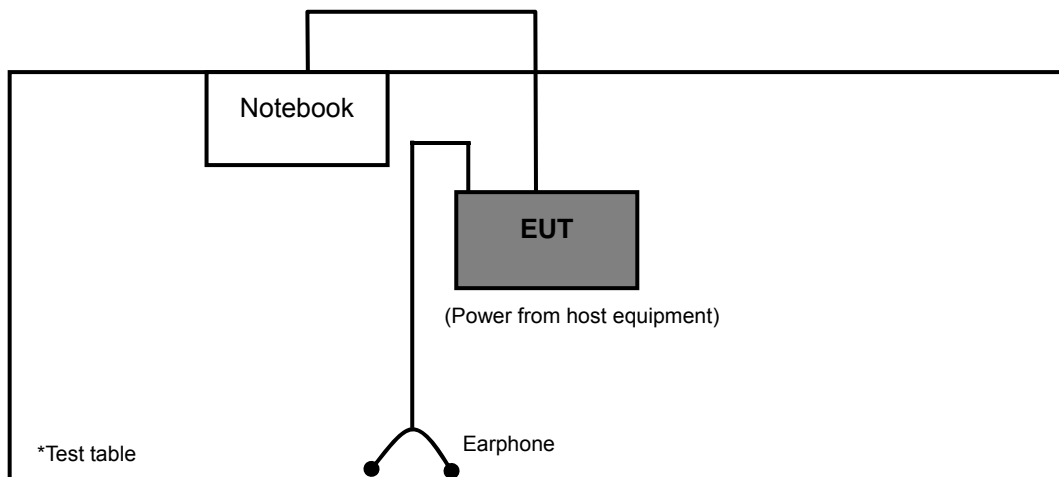 Notebook
EUT
(Power from host equipment)
Earphone
*Test table